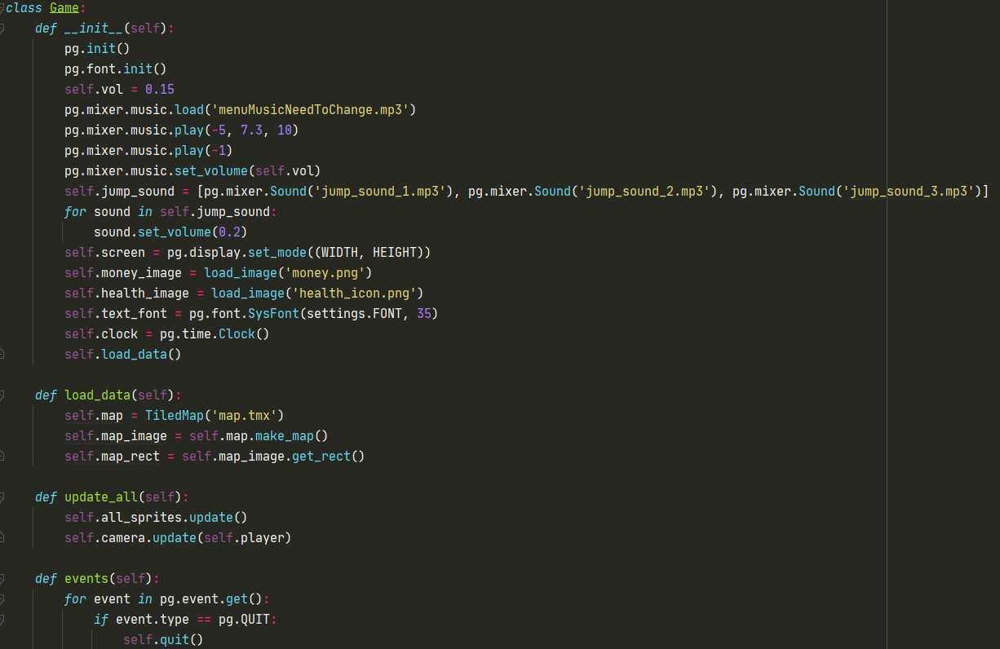 class Game:
    def __init__(self):
        pg.init()
        pg.font.init()
        self.vol = 0.15
        pg.mixer.music.load('menuMusicNeedToChange.mp3')
        pg.mixer.music.play(-5, 7.3, 10)
        pg.mixer.music.play(-1)
        pg.mixer.music.set_volume(self.vol)
        self.jump_sound = [pg.mixer.Sound('jump_sound_1.mp3'), pg.mixer.Sound('jump_sound_2.mp3'), pg.mixer.Sound('jump_sound_3.mp3')]
        for sound in self.jump_sound:
            sound.set_volume(0.2)
        self.screen = pg.display.set_mode((WIDTH, HEIGHT))
        self.money_image = load_image('money.png')
        self.health_image = load_image('health_icon.png')
        self.text_font = pg.font.SysFont(settings.FONT, 35)
        self.clock = pg.time.Clock()
        self.load_data()

    def load_data(self):
        self.map = TiledMap('map.tmx')
        self.map_image = self.map.make_map()
        self.map_rect = self.map_image.get_rect()

    def update_all(self):
        self.all_sprites.update()
        self.camera.update(self.player)

    def events(self):
        for event in pg.event.get():
            if event.type == pg.QUIT:
                self.quit()